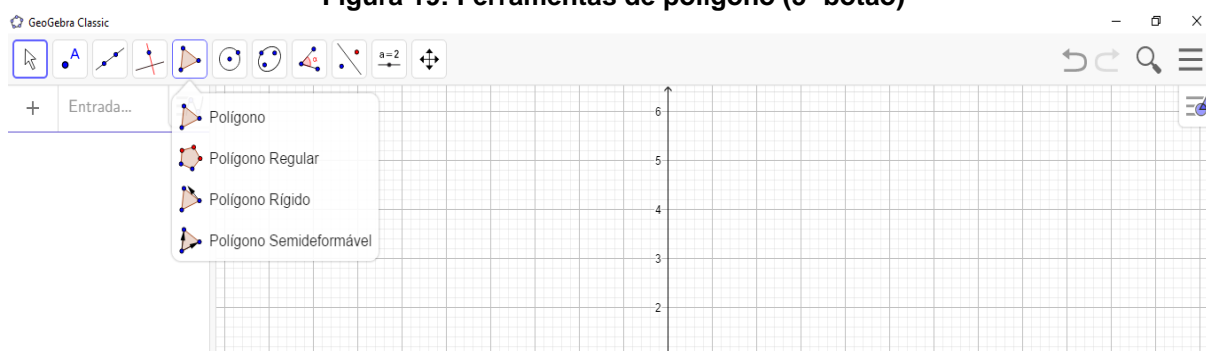 Figura 19: Ferramentas de polígono (5º botão)
GeoGebra Classic
A
α
a=2
+ Entrada...
Polígono
Polígono Regular
Polígono Rígido
Polígono Semideformável
6
5
4
3
2